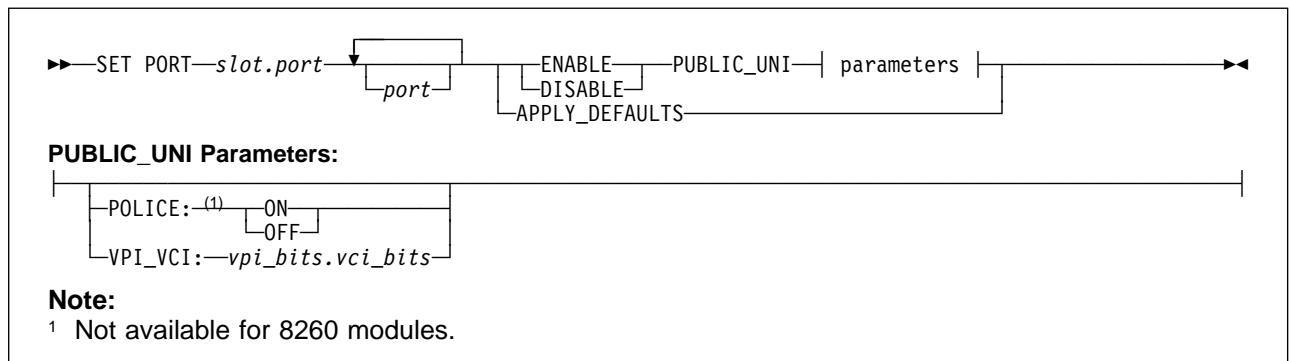 SET PORT slot.port ENABLE PUBLIC_UNI parameters
port DISABLE
APPLY_DEFAULTS
PUBLIC_UNI Parameters:
POLICE: (1) ON
OFF
VPI_VCI: vpi_bits.vci_bits
Note:
1 Not available for 8260 modules.